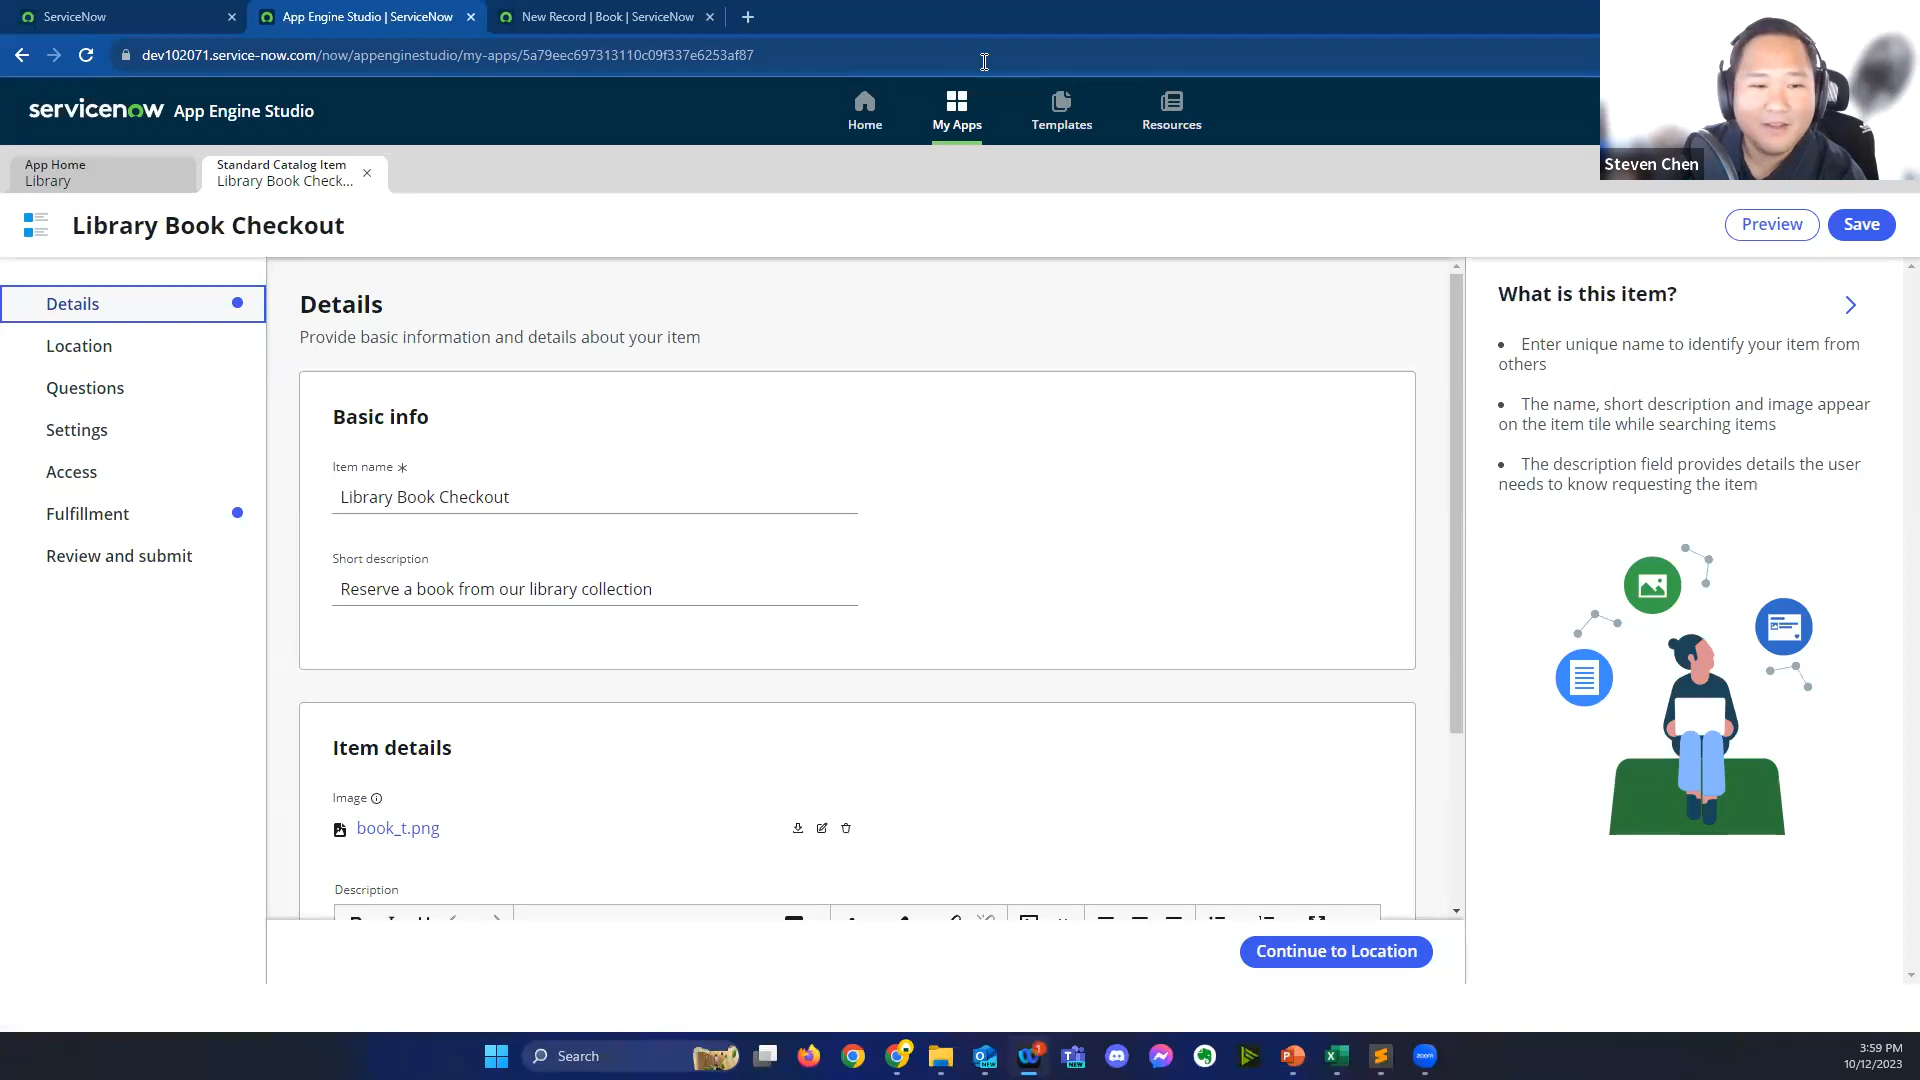 ServiceNow
App Engine Studio | ServiceNow
New Record | Book | ServiceNow
dev102071.service-now.com/now/appenginestudio/my-apps/5a79eec697313110c09f337e6253af87
servicenow App Engine Studio
Home
My Apps
Templates
Resources
Steven Chen
App Home
Library
Standard Catalog Item
Library Book Check...
Library Book Checkout
Preview
Save
Details
Location
Questions
Settings
Access
Fulfillment
Review and submit
Details
Provide basic information and details about your item
Basic info
Item name *
Library Book Checkout
Short description
Reserve a book from our library collection
Item details
Image
book_t.png
Description
Continue to Location
What is this item?
• Enter unique name to identify your item from
others
• The name, short description and image appear
on the item tile while searching items
• The description field provides details the user
needs to know requesting the item
Search
3:59 PM
10/12/2023